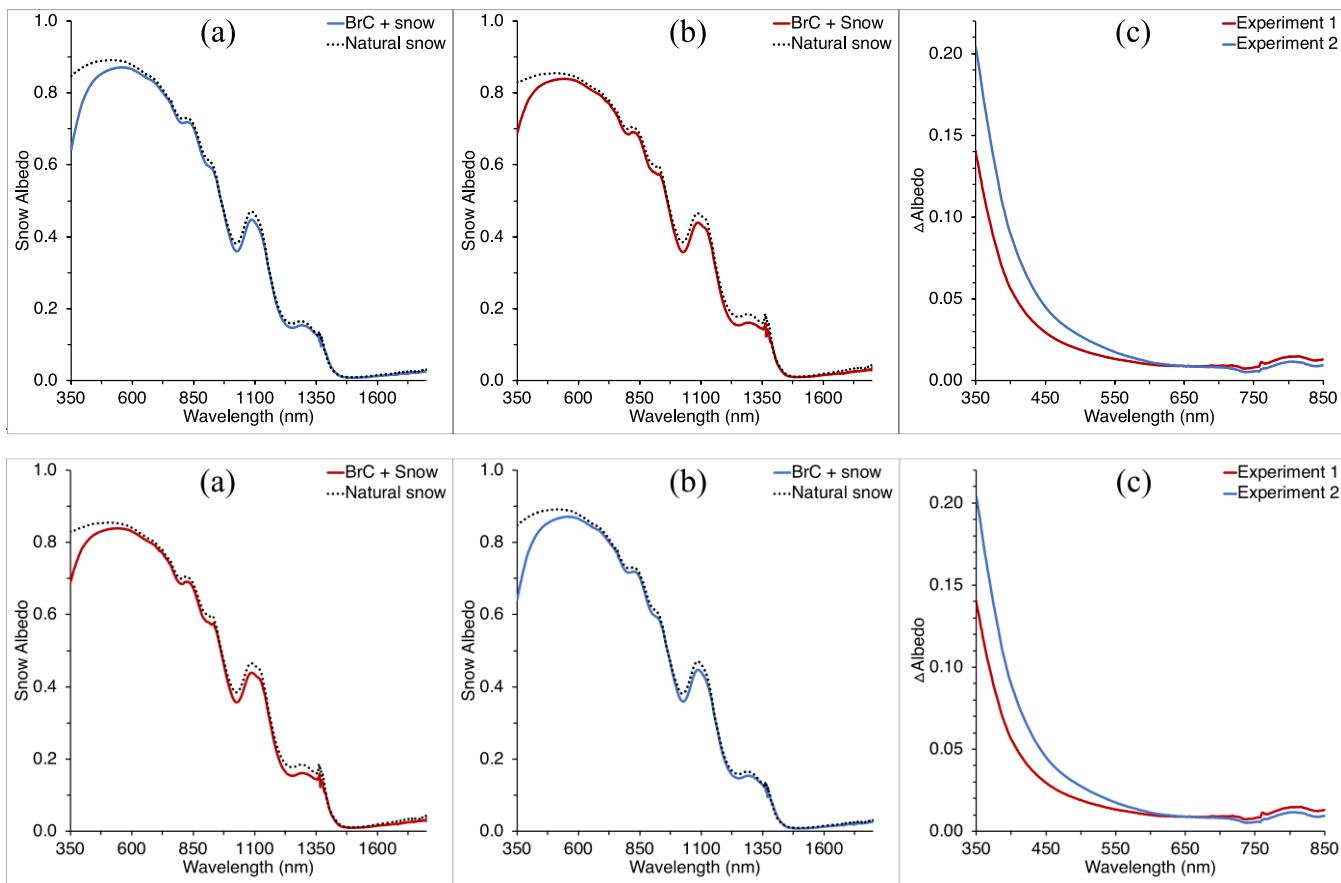 (a)
BrC + snow
Natural snow
1.0
0.8
0.6
0.4
0.2
0.0
Snow Albedo
350 600 850 1100 1350 1600
Wavelength (nm)
(b)
BrC + Snow
Natural snow
1.0
0.8
0.6
0.4
0.2
0.0
Snow Albedo
350 600 850 1100 1350 1600
Wavelength (nm)
(c)
Experiment 1
Experiment 2
0.20
0.15
0.10
0.05
0.00
△Albedo
350 450 550 650 750 850
Wavelength (nm)
(a)
BrC + Snow
Natural snow
1.0
0.8
0.6
0.4
0.2
0.0
Snow Albedo
350 600 850 1100 1350 1600
Wavelength (nm)
(b)
BrC + snow
Natural snow
1.0
0.8
0.6
0.4
0.2
0.0
Snow Albedo
350 600 850 1100 1350 1600
Wavelength (nm)
(c)
Experiment 1
Experiment 2
0.20
0.15
0.10
0.05
0.00
△Albedo
350 450 550 650 750 850
Wavelength (nm)